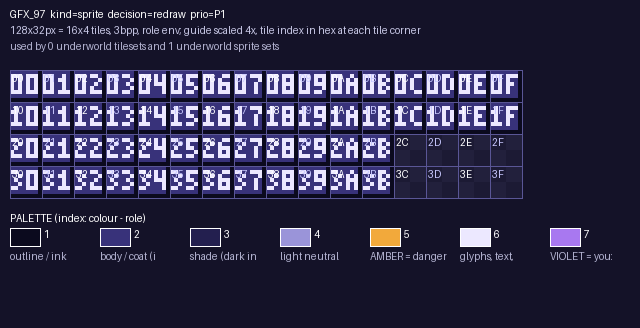 GFX_97 kind=sprite decision=redraw prio=P1
128x32px = 16x4 tiles, 3bpp, role env; guide scaled 4x, tile index in hex at each tile corner
used by 0 underworld tilesets and 1 underworld sprite sets
00 01 02 03 04 05 06 07 08 09 0A 0B 0C 0D 0E 0F
10 11 12 13 14 15 16 17 18 19 1A 1B 1C 1D 1E 1F
20 21 22 23 24 25 26 27 28 29 2A 2B 2C 2D 2E 2F
30 31 32 33 34 35 36 37 38 39 3A 3B 3C 3D 3E 3F
PALETTE (index: colour - role)
1 2 3 4 5 6 7
outline / ink body / coat (i shade (dark in light neutral AMBER = danger glyphs, text, VIOLET = you: